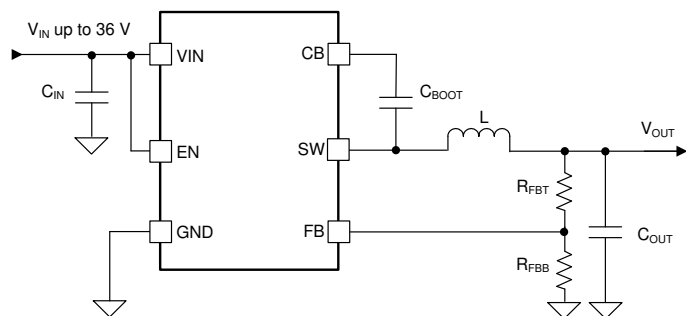 VIN up to 36 V
VIN
CB
CIN
CBOOT
L
VOUT
EN
SW
RFBT
GND
FB
COUT
RFBB